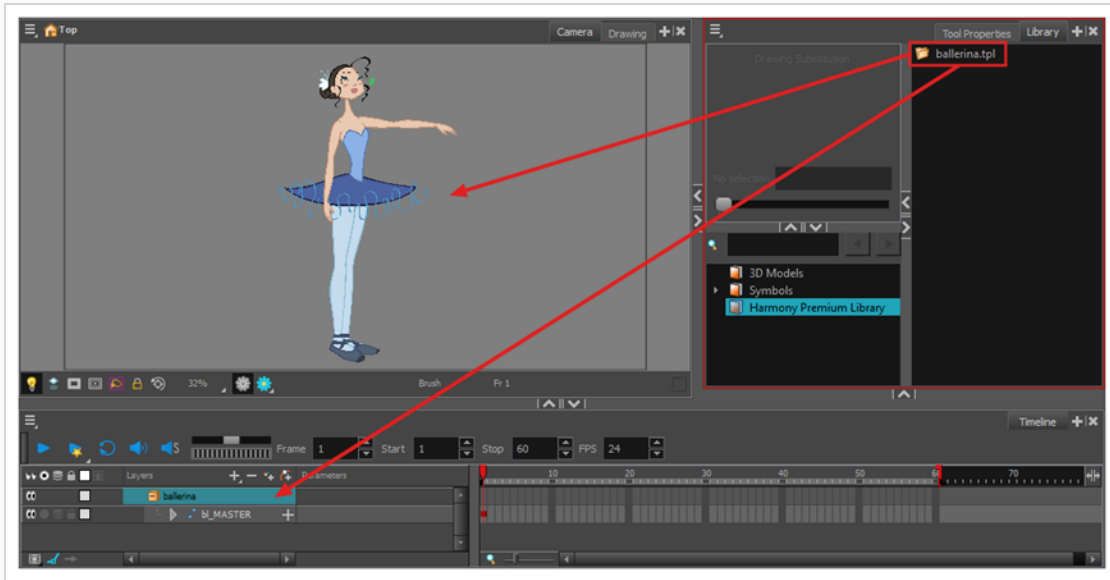 Top
Camera Drawing
Tool Properties Library
Drawing Substitution
ballerina.tpl
No selection
3D Models
Symbols
Harmony Premium Library
32% Brush Fr 1
Timeline
Frame 1 Start 1 Stop 60 FPS 24
Layers Parameters 10 20 30 40 50 60 70
ballerina
bl_MASTER